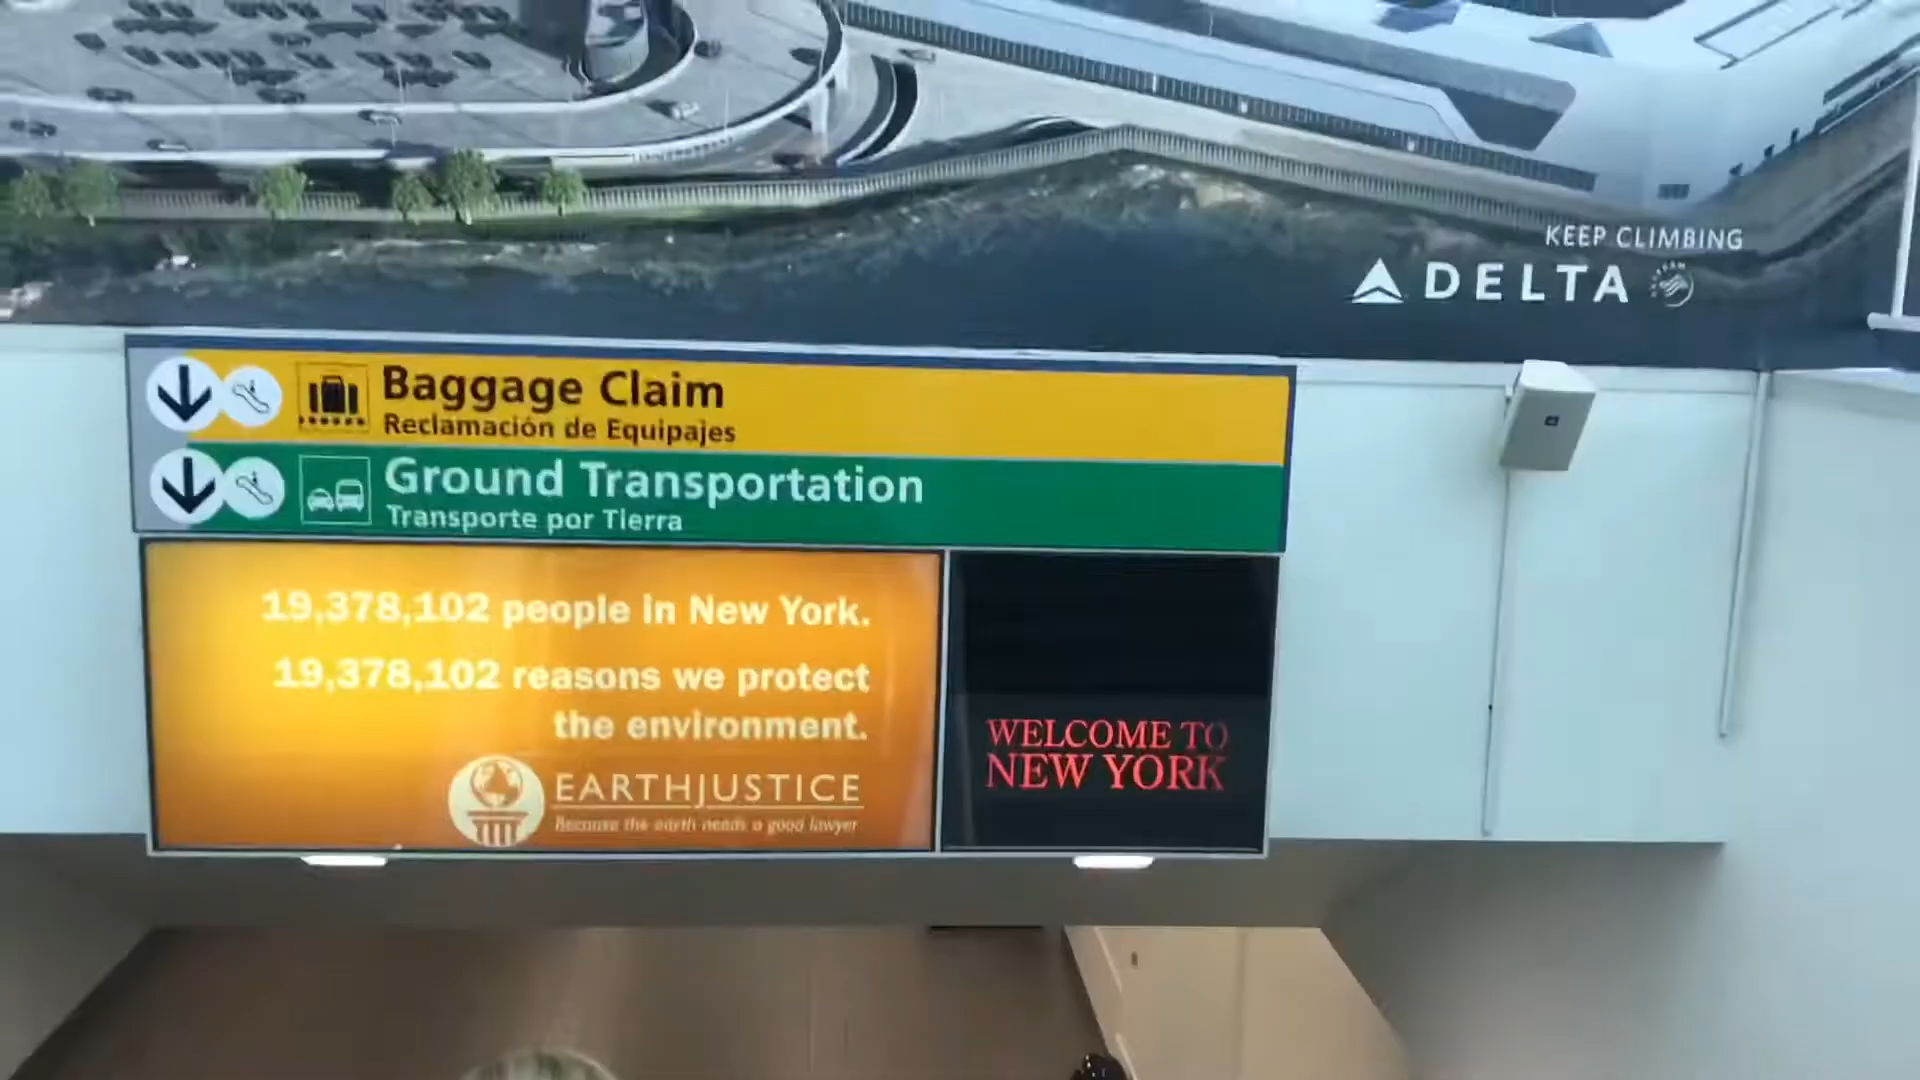 KEEP CLIMBING
DELTA
Baggage Claim
Reclamación de Equipajes
Ground Transportation
Transporte por Tierra
19,378,102 people in New York.
19,378,102 reasons we protect
the environment.
EARTHJUSTICE
Because the earth needs a good lawyer
WELCOME TO
NEW YORK